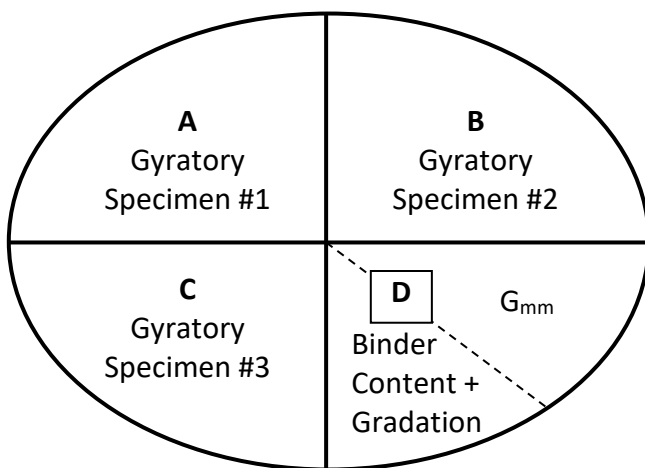 A
Gyratory
Specimen #1
B
Gyratory
Specimen #2
C
Gyratory
Specimen #3
D
Binder
Content +
Gradation
Gmm